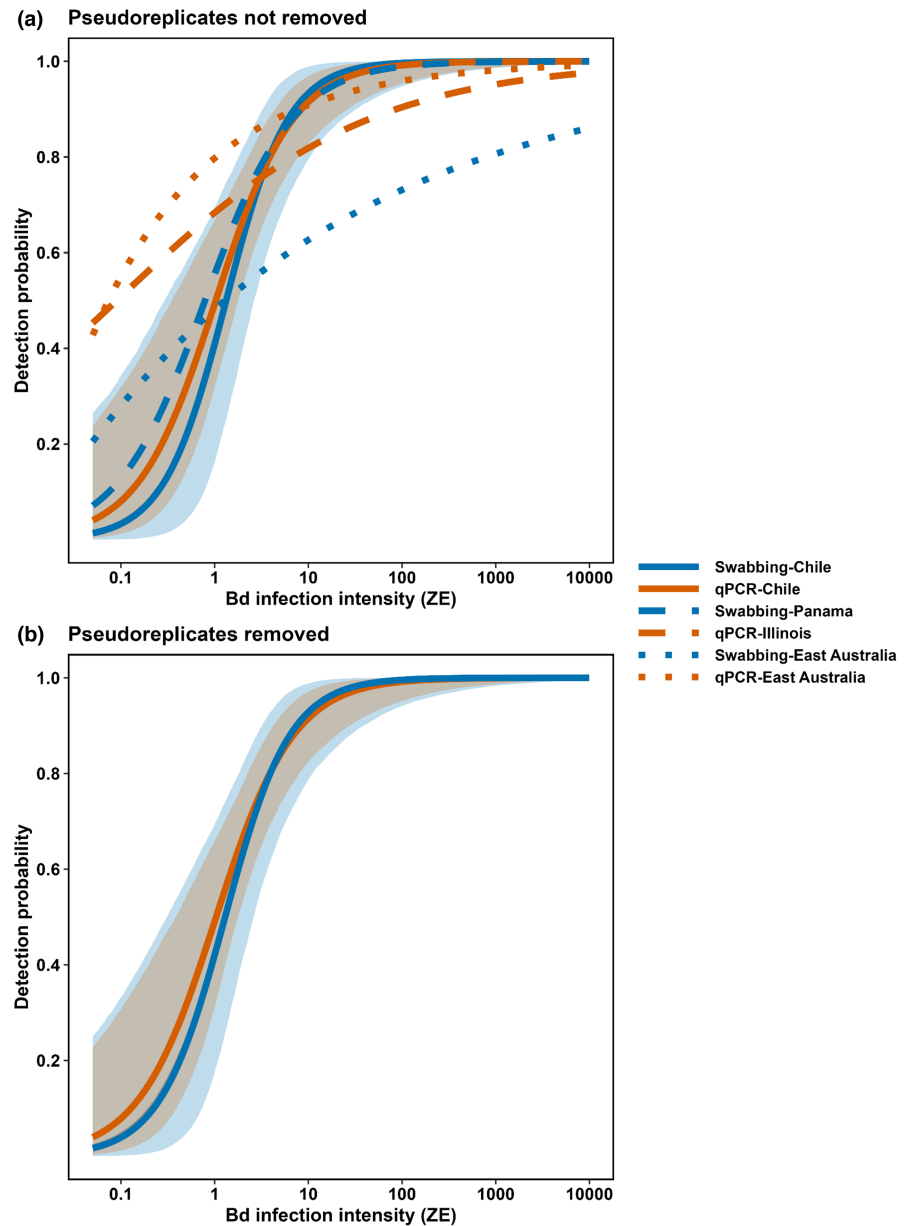 (a) Pseudoreplicates not removed
1.0
0.8
0.6
0.4
0.2
Detection probability
0.1 1 10 100 1000 10000
Bd infection intensity (ZE)
Swabbing-Chile
qPCR-Chile
Swabbing-Panama
qPCR-Illinois
Swabbing-East Australia
qPCR-East Australia
(b) Pseudoreplicates removed
1.0
0.8
0.6
0.4
0.2
Detection probability
0.1 1 10 100 1000 10000
Bd infection intensity (ZE)